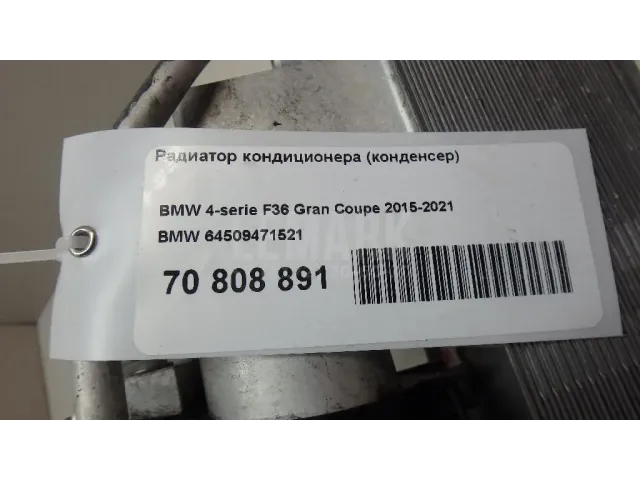 Радиатор кондиционера (конденсер)
BMW 4-serie F36 Gran Coupe 2015-2021
BMW 64509471521
70 808 891